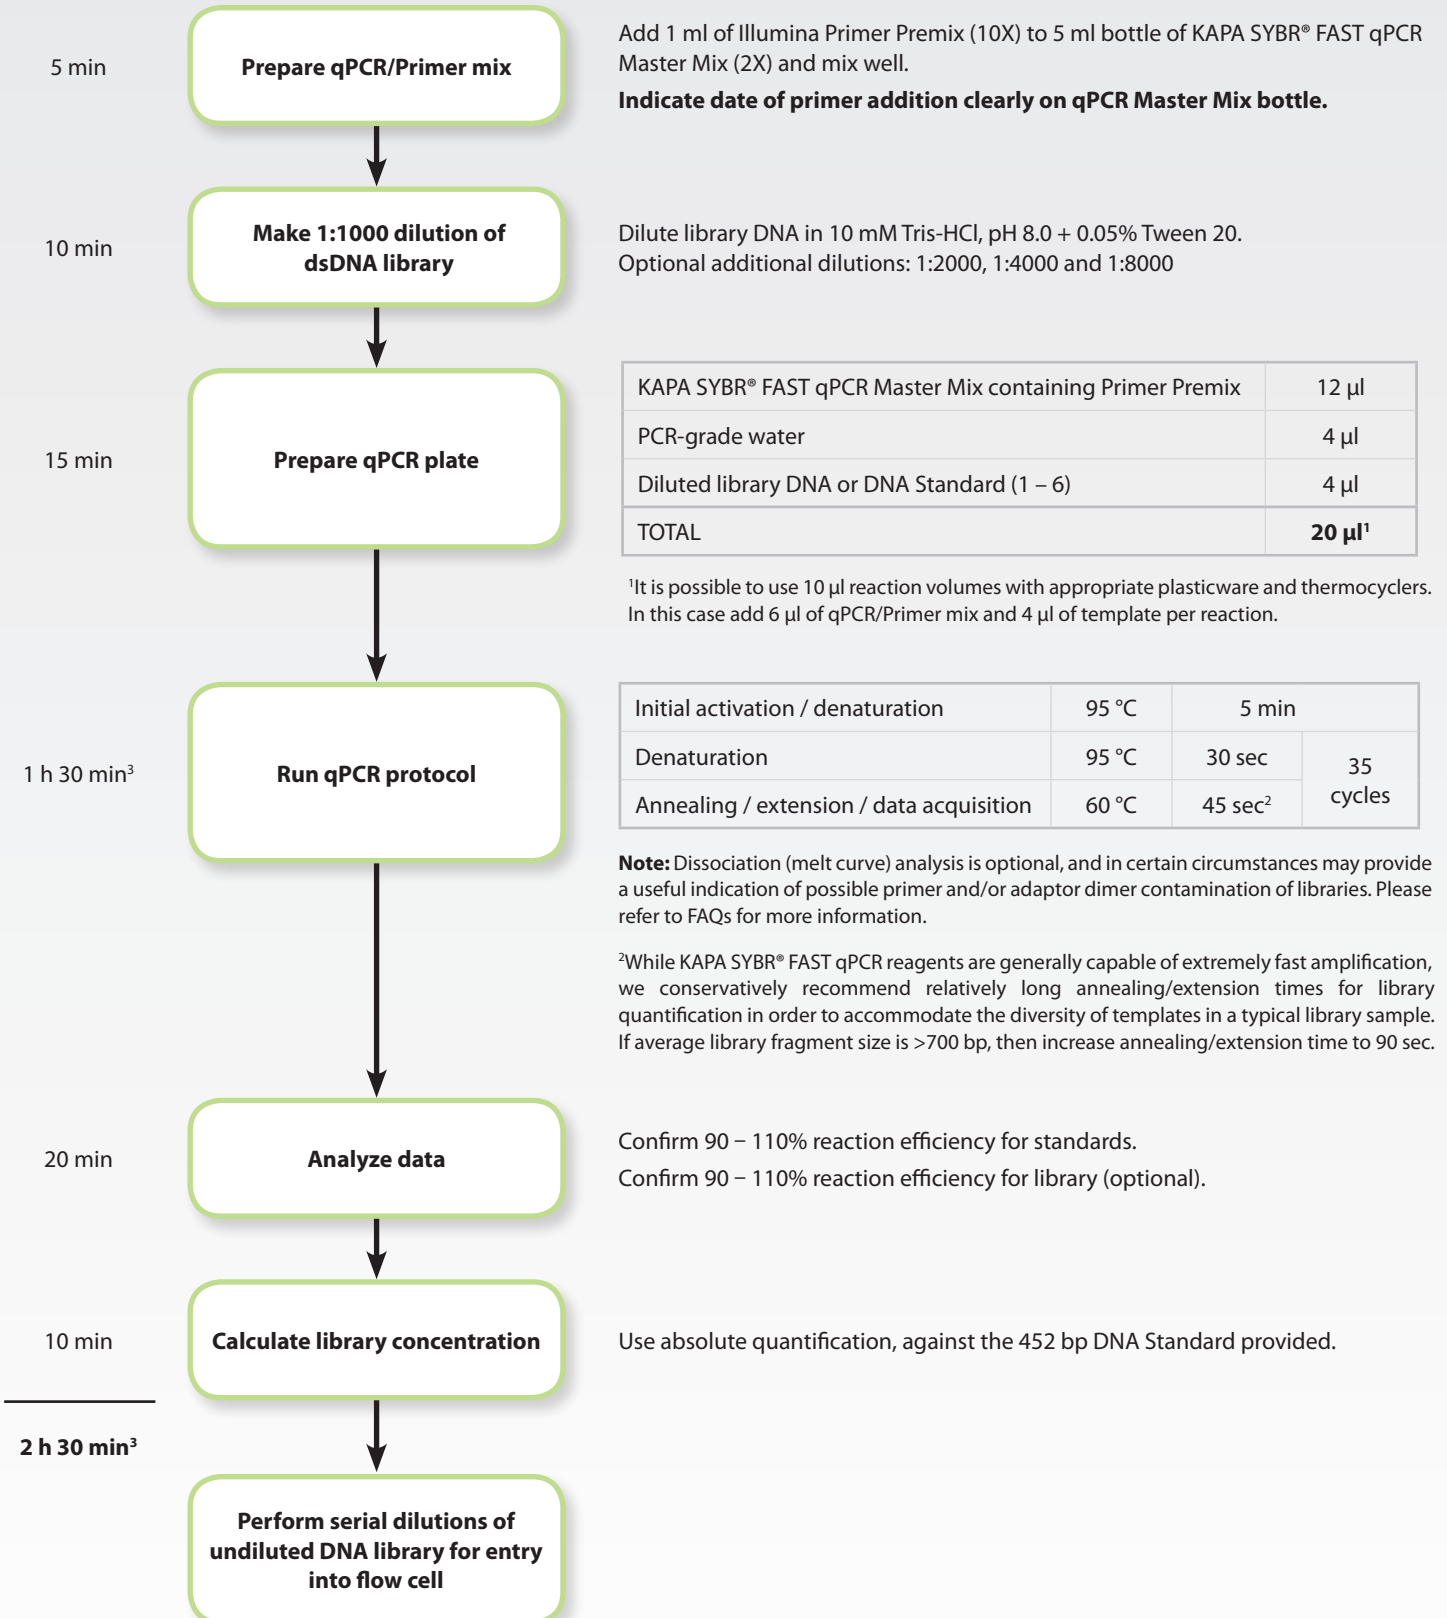 5 min
Prepare qPCR/Primer mix
Add 1 ml of Illumina Primer Premix (10X) to 5 ml bottle of KAPA SYBR® FAST qPCR
Master Mix (2X) and mix well.
Indicate date of primer addition clearly on qPCR Master Mix bottle.
10 min
Make 1:1000 dilution of
dsDNA library
Dilute library DNA in 10 mM Tris-HCl, pH 8.0 + 0.05% Tween 20.
Optional additional dilutions: 1:2000, 1:4000 and 1:8000
15 min
Prepare qPCR plate
KAPA SYBR® FAST qPCR Master Mix containing Primer Premix 12 µl
PCR-grade water 4 µl
Diluted library DNA or DNA Standard (1 – 6) 4 µl
TOTAL 20 µl¹
¹It is possible to use 10 µl reaction volumes with appropriate plasticware and thermocyclers.
In this case add 6 µl of qPCR/Primer mix and 4 µl of template per reaction.
1 h 30 min³
Run qPCR protocol
Initial activation / denaturation 95 °C 5 min
Denaturation 95 °C 30 sec
Annealing / extension / data acquisition 60 °C 45 sec²
35
cycles
Note: Dissociation (melt curve) analysis is optional, and in certain circumstances may provide
a useful indication of possible primer and/or adaptor dimer contamination of libraries. Please
refer to FAQs for more information.
²While KAPA SYBR® FAST qPCR reagents are generally capable of extremely fast amplification,
we conservatively recommend relatively long annealing/extension times for library
quantification in order to accommodate the diversity of templates in a typical library sample.
If average library fragment size is >700 bp, then increase annealing/extension time to 90 sec.
20 min
Analyze data
Confirm 90 – 110% reaction efficiency for standards.
Confirm 90 – 110% reaction efficiency for library (optional).
10 min
Calculate library concentration
Use absolute quantification, against the 452 bp DNA Standard provided.
2 h 30 min³
Perform serial dilutions of
undiluted DNA library for entry
into flow cell